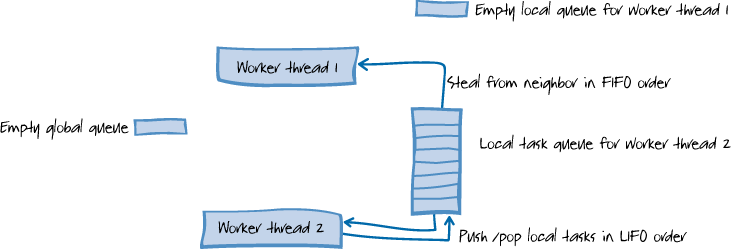 Empty local queue for worker thread 1
Worker thread 1
Steal from neighbor in FIFO order
Empty global queue
Local task queue for worker thread 2
Worker thread 2
Push /pop local tasks in LIFO order